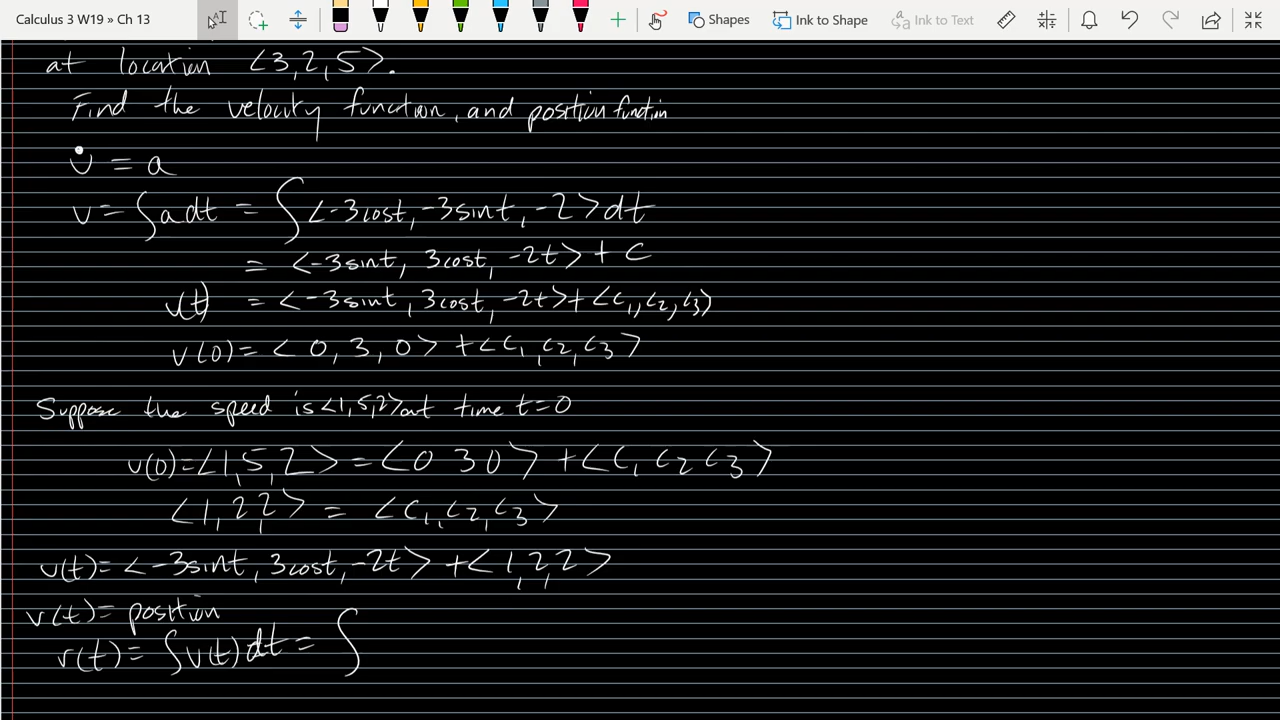 Calculus 3 W19 » Ch 13
Shapes
Ink to Shape
Ink to Text
at location <3,2,5>.
Find the velocity function, and position function
v̇ = a
v = ∫a dt = ∫<-3cost, -3sint, -2>dt
= <-3sint, 3cost, -2t> + C
v(t) = <-3sint, 3cost, -2t> + <C₁, C₂, C₃>
v(0) = <0, 3, 0> + <C₁, C₂, C₃>
Suppose the speed is <1,5,2> at time t=0
v(0) = <1,5,2> = <0 3 0> + <C₁ C₂ C₃>
<1,2,2> = <C₁, C₂, C₃>
v(t) = <-3sint, 3cost, -2t> + <1,2,2>
r(t) = position
r(t) = ∫v(t) dt = ∫